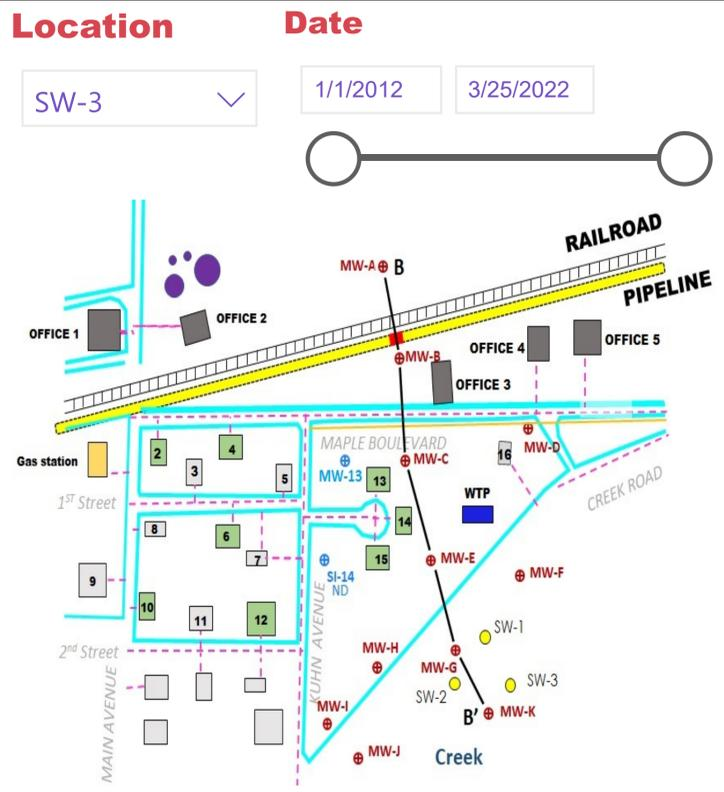 Location
Date
SW-3
1/1/2012
3/25/2022
RAILROAD
MW-A
B
PIPELINE
OFFICE 1
OFFICE 2
OFFICE 4
OFFICE 5
MW-B
OFFICE 3
MAPLE BOULEVARD
MW-D
2
4
Gas station
3
5
MW-13
13
MW-C
16
CREEK ROAD
1ST Street
WTP
8
6
14
7
15
MW-E
9
SI-14
ND
MW-F
10
11
12
KUHN AVENUE
SW-1
2nd Street
MW-H
MW-G
SW-2
SW-3
MAIN AVENUE
MW-I
B'
MW-K
MW-J
Creek